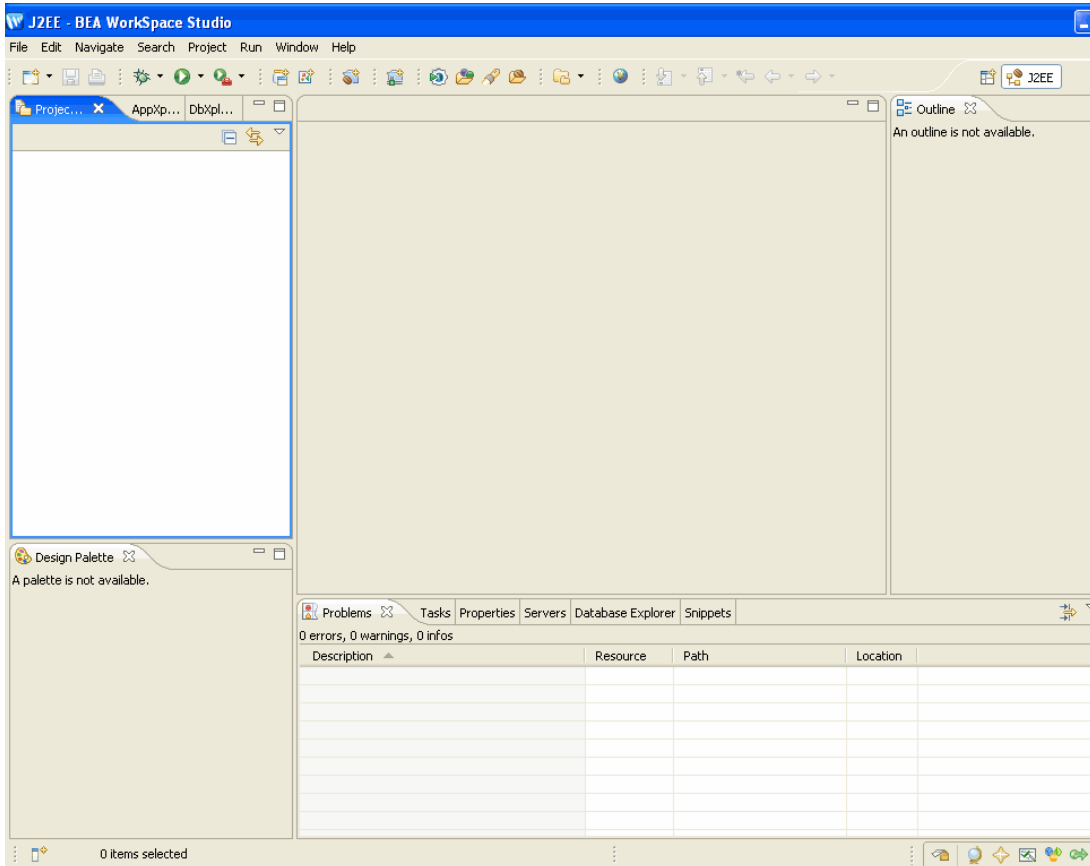 J2EE - BEA WorkSpace Studio
File Edit Navigate Search Project Run Window Help
J2EE
Projec... AppXp... DbXpl...
Outline
An outline is not available.
Design Palette
A palette is not available.
Problems Tasks Properties Servers Database Explorer Snippets
0 errors, 0 warnings, 0 infos
Description Resource Path Location
0 items selected